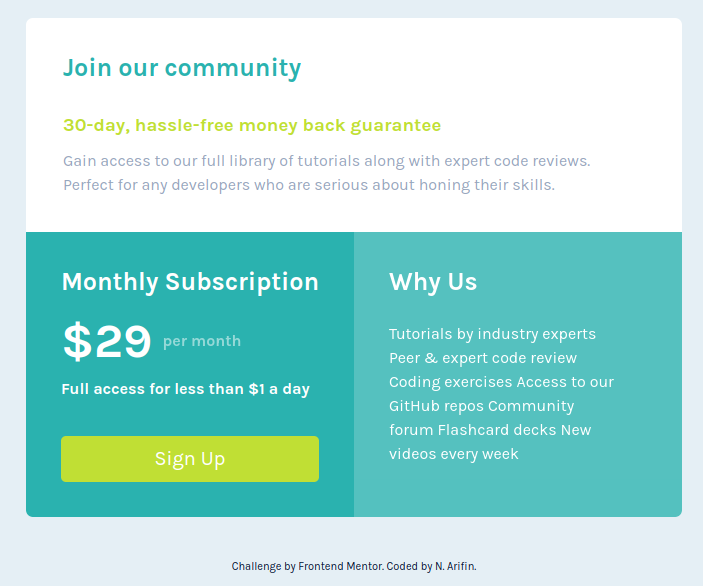 Join our community
30-day, hassle-free money back guarantee
Gain access to our full library of tutorials along with expert code reviews.
Perfect for any developers who are serious about honing their skills.
Monthly Subscription
$29 per month
Full access for less than $1 a day
Sign Up
Why Us
Tutorials by industry experts
Peer & expert code review
Coding exercises Access to our
GitHub repos Community
forum Flashcard decks New
videos every week
Challenge by Frontend Mentor. Coded by N. Arifin.